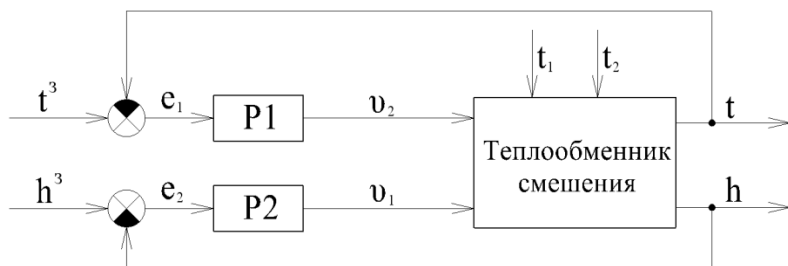 t₁ t₂
t³ e₁ P1 υ₂ t
Теплообменник
смешения
h³ e₂ P2 υ₁ h